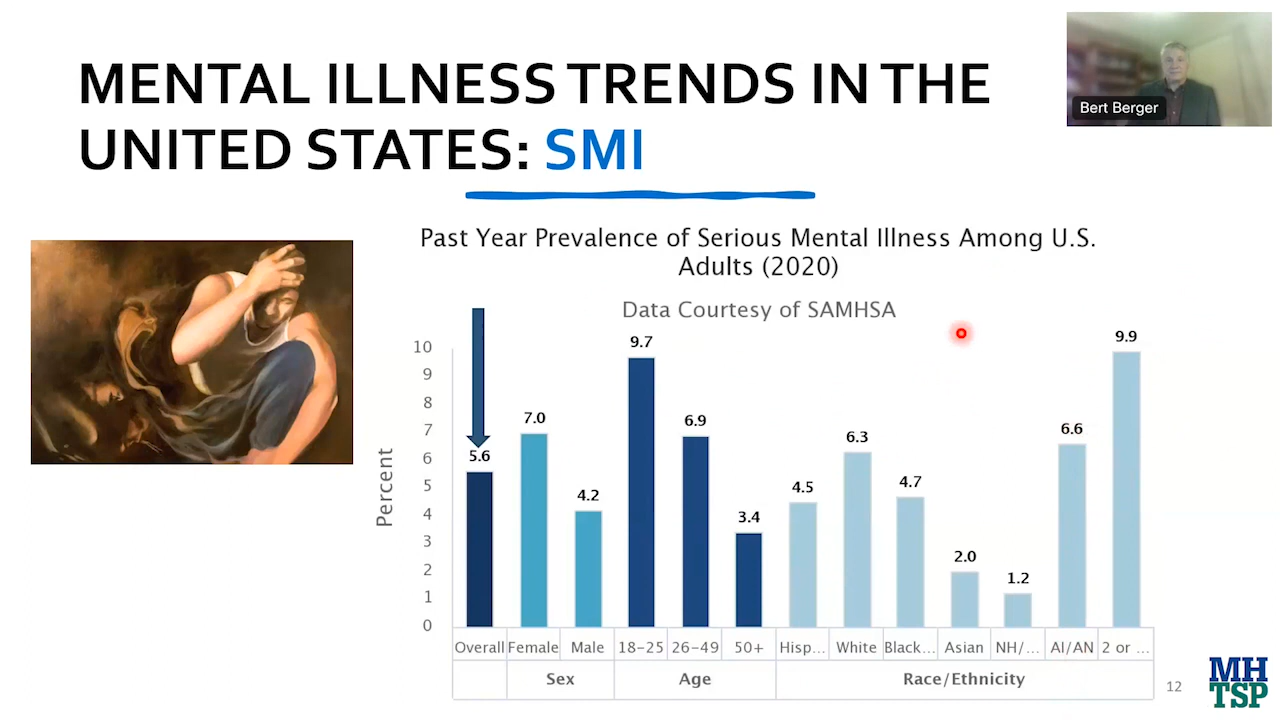 MENTAL ILLNESS TRENDS IN THE
UNITED STATES: SMI
Bert Berger
Past Year Prevalence of Serious Mental Illness Among U.S.
Adults (2020)
Data Courtesy of SAMHSA
Percent
10
9
8
7
6
5
4
3
2
1
0
5.6
7.0
4.2
9.7
6.9
3.4
4.5
6.3
4.7
2.0
1.2
6.6
9.9
Overall Female Male 18-25 26-49 50+ Hisp... White Black... Asian NH/... AI/AN 2 or ...
Sex Age Race/Ethnicity
12
MH
TSP